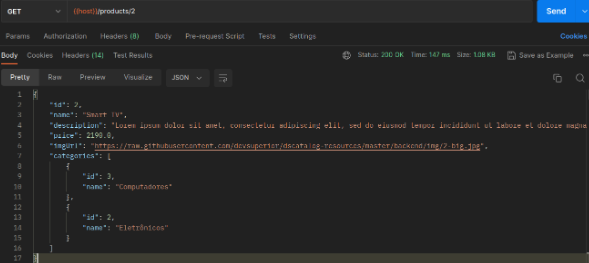 GET {{host}}/products/2 Send
Params Authorization Headers (8) Body Pre-request Script Tests Settings Cookies
Body Cookies Headers (14) Test Results Status: 200 OK Time: 147 ms Size: 1.08 KB Save as Example
Pretty Raw Preview Visualize JSON
1 {
2 "id": 2,
3 "name": "Smart TV",
4 "description": "Lorem ipsum dolor sit amet, consectetur adipiscing elit, sed do eiusmod tempor incididunt ut labore et dolore magna
5 "price": 2190.0,
6 "imgUrl": "https://raw.githubusercontent.com/devsuperior/dscatalog-resources/master/backend/img/2-big.jpg",
7 "categories": [
8 {
9 "id": 3,
10 "name": "Computadores"
11 },
12 {
13 "id": 2,
14 "name": "Eletrônicos"
15 }
16 ]
17 }